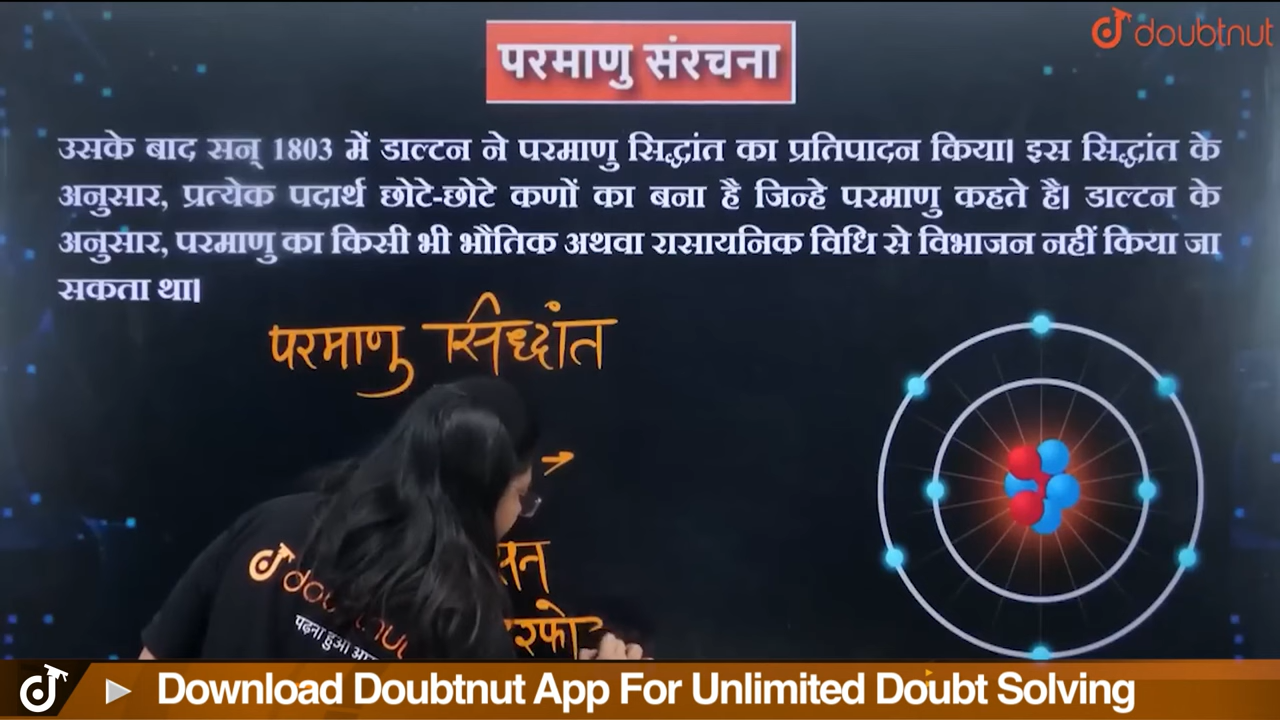 doubtnut
परमाणु संरचना
उसके बाद सन् 1803 में डाल्टन ने परमाणु सिद्धांत का प्रतिपादन किया। इस सिद्धांत के
अनुसार, प्रत्येक पदार्थ छोटे-छोटे कणों का बना है जिन्हे परमाणु कहते है। डाल्टन के
अनुसार, परमाणु का किसी भी भौतिक अथवा रासायनिक विधि से विभाजन नहीं किया जा
सकता था।
परमाणु सिध्दांत
पढ़ना हुआ
Download Doubtnut App For Unlimited Doubt Solving